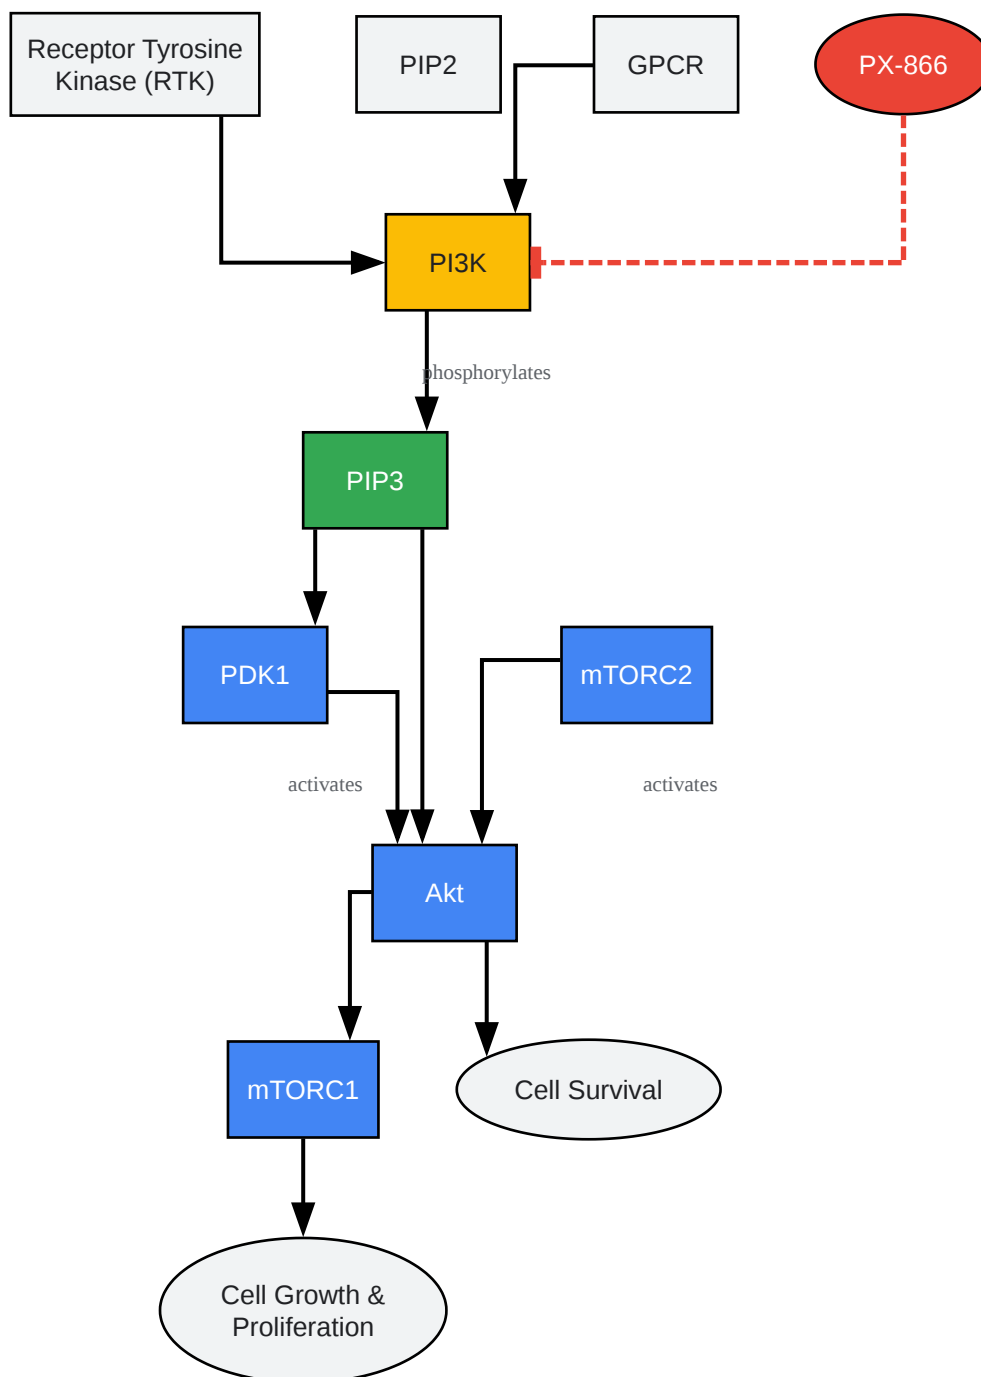 Receptor Tyrosine
Kinase (RTK)
PIP2
GPCR
PX-866
PI3K
phosphorylates
PIP3
PDK1
mTORC2
activates
activates
Akt
mTORC1
Cell Survival
Cell Growth &
Proliferation